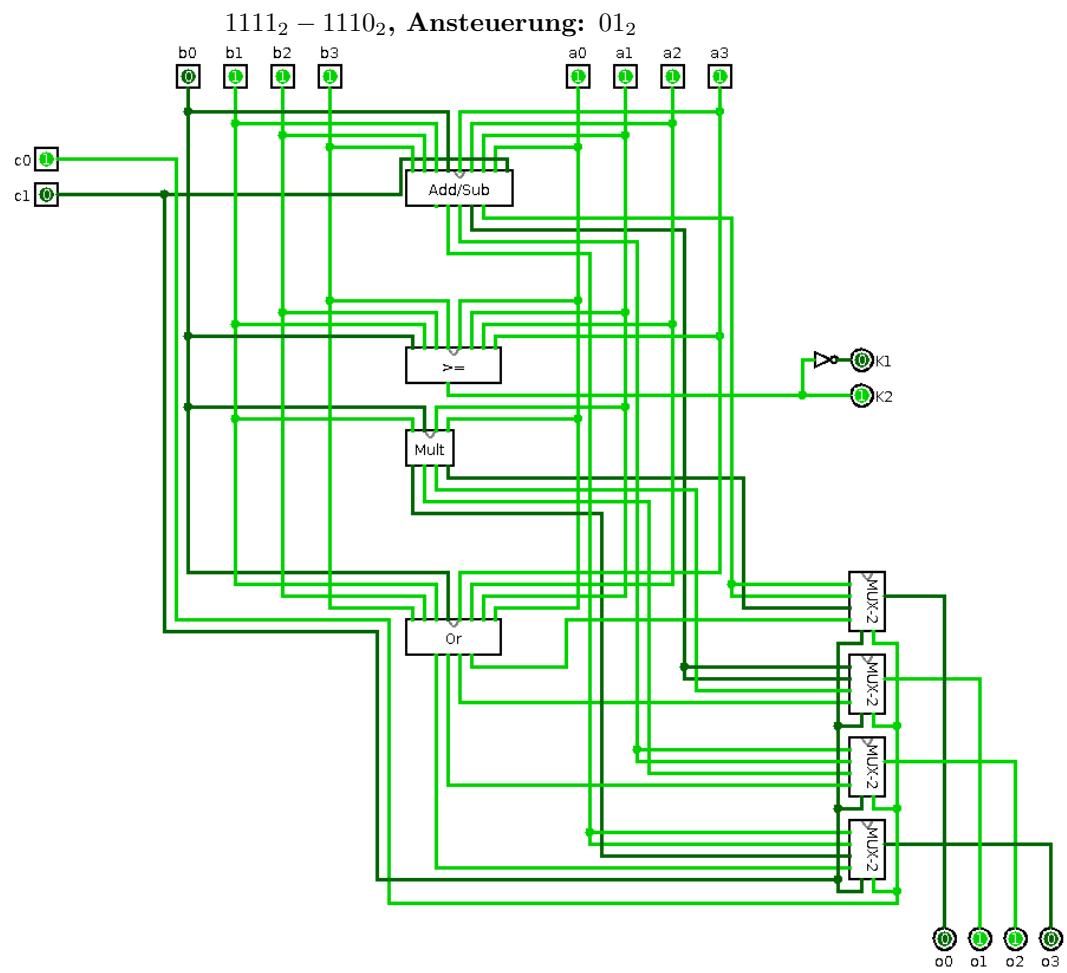 1111₂ − 1110₂, Ansteuerung: 01₂
b0 b1 b2 b3 a0 a1 a2 a3
0 1 1 1 1 1 1 1
c0 1
c1 0
Add/Sub
>=
0 K1
1 K2
Mult
Or
MUX-2
MUX-2
MUX-2
MUX-2
0 1 1 0
o0 o1 o2 o3